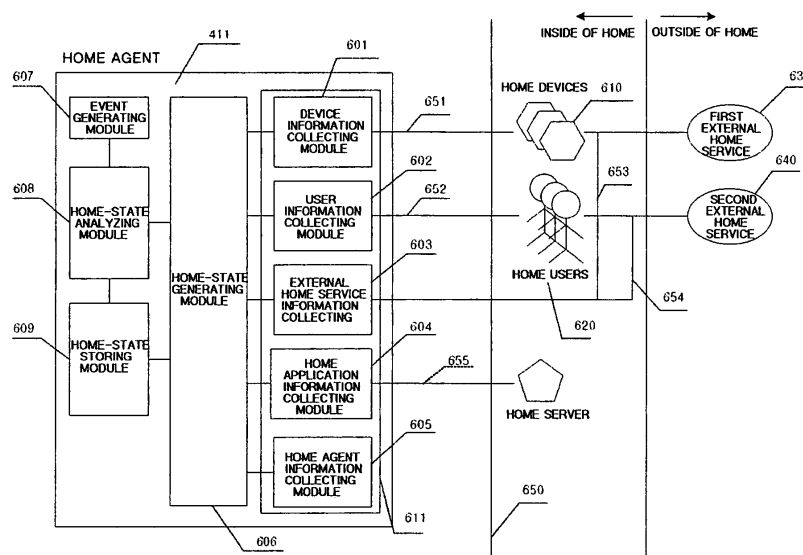 INSIDE OF HOME
OUTSIDE OF HOME
HOME AGENT
411
601
607
EVENT
GENERATING
MODULE
DEVICE
INFORMATION
COLLECTING
MODULE
651
HOME DEVICES
610
63
FIRST
EXTERNAL
HOME
SERVICE
608
HOME-STATE
ANALYZING
MODULE
602
USER
INFORMATION
COLLECTING
MODULE
652
653
640
SECOND
EXTERNAL
HOME
SERVICE
HOME-STATE
GENERATING
MODULE
603
EXTERNAL
HOME SERVICE
INFORMATION
COLLECTING
HOME USERS
620
654
609
HOME-STATE
STORING
MODULE
604
HOME
APPLICATION
INFORMATION
COLLECTING
MODULE
655
HOME SERVER
605
HOME AGENT
INFORMATION
COLLECTING
MODULE
606
611
650